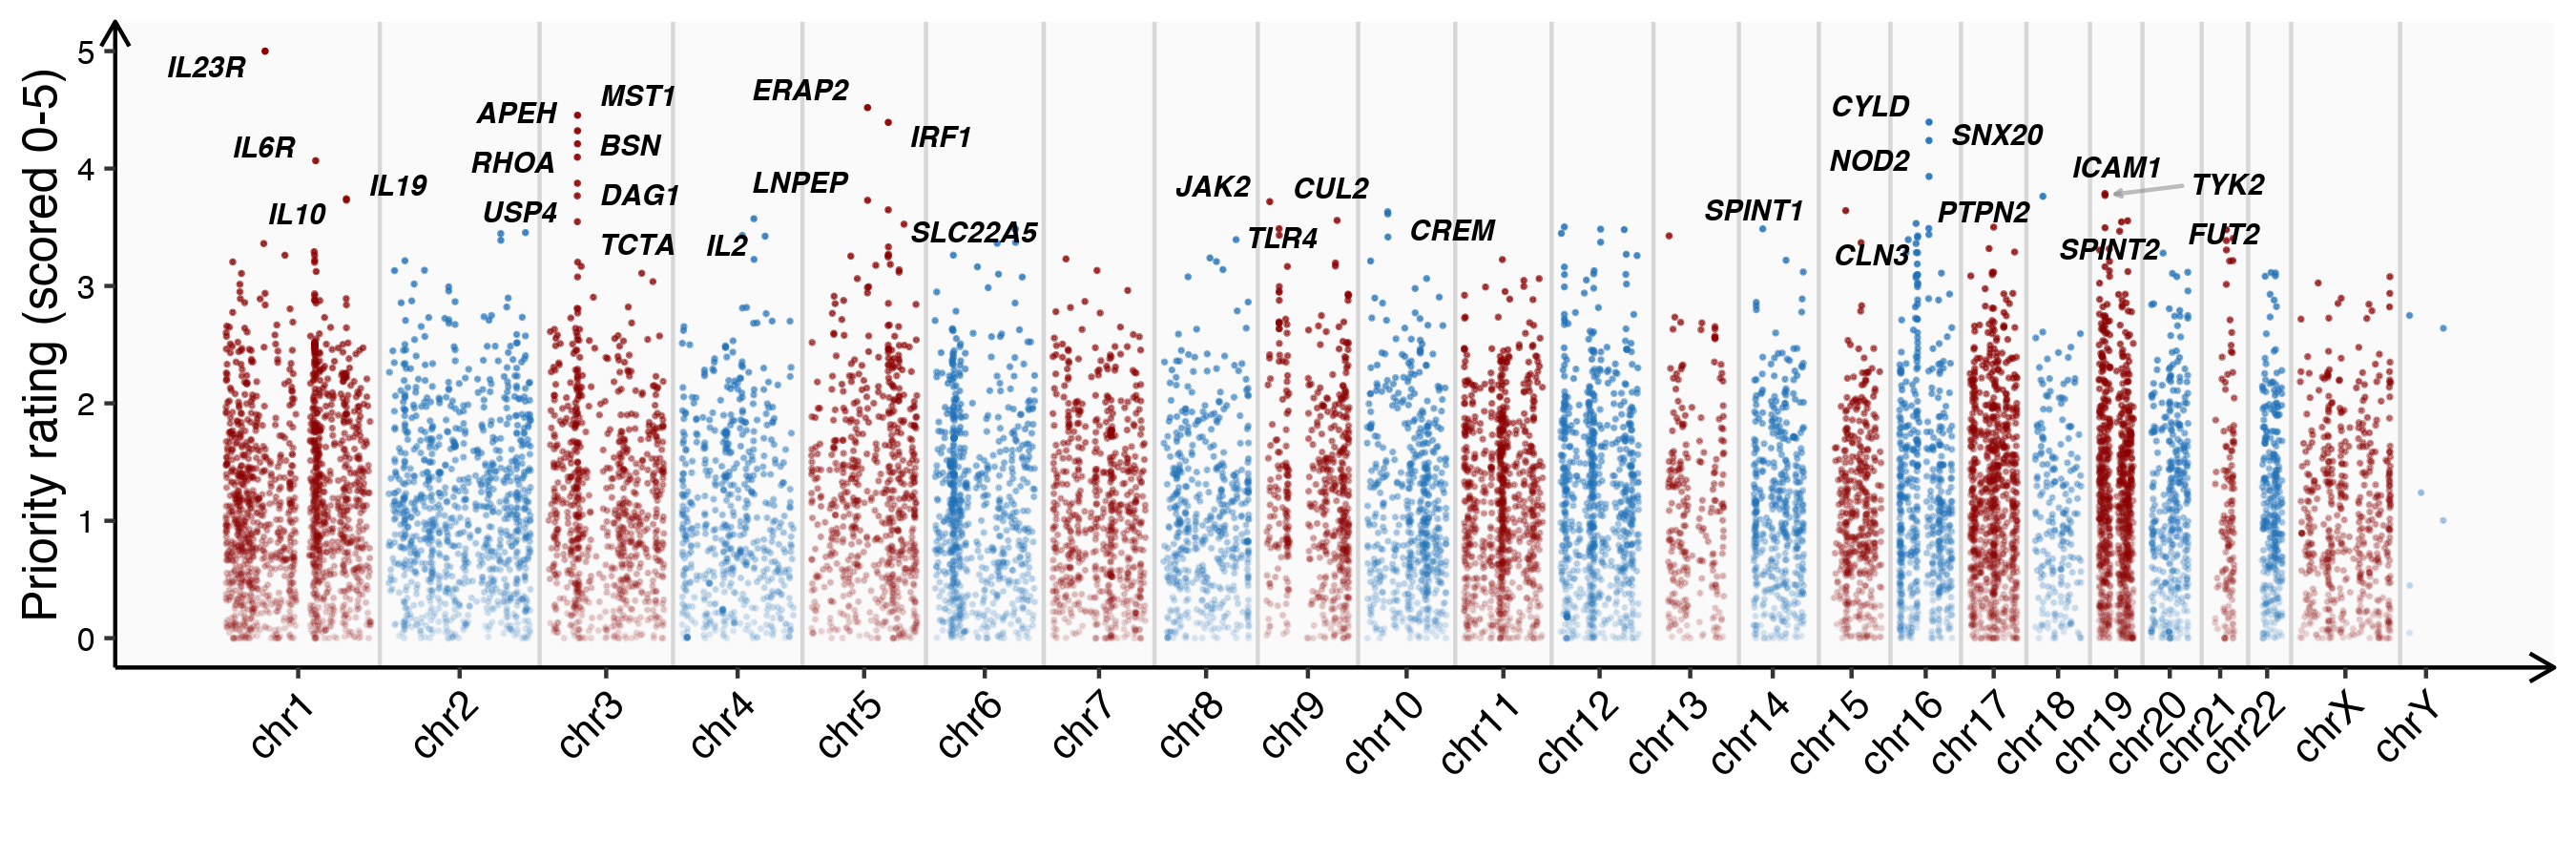 Priority rating (scored 0-5)
5
4
3
2
1
0
IL23R
IL6R
IL19
IL10
APEH
MST1
RHOA
BSN
USP4
DAG1
TCTA
IL2
ERAP2
IRF1
LNPEP
SLC22A5
JAK2
CUL2
TLR4
CREM
SPINT1
CLN3
CYLD
SNX20
NOD2
PTPN2
ICAM1
TYK2
SPINT2
FUT2
chr1
chr2
chr3
chr4
chr5
chr6
chr7
chr8
chr9
chr10
chr11
chr12
chr13
chr14
chr15
chr16
chr17
chr18
chr19
chr20
chr21
chr22
chrX
chrY